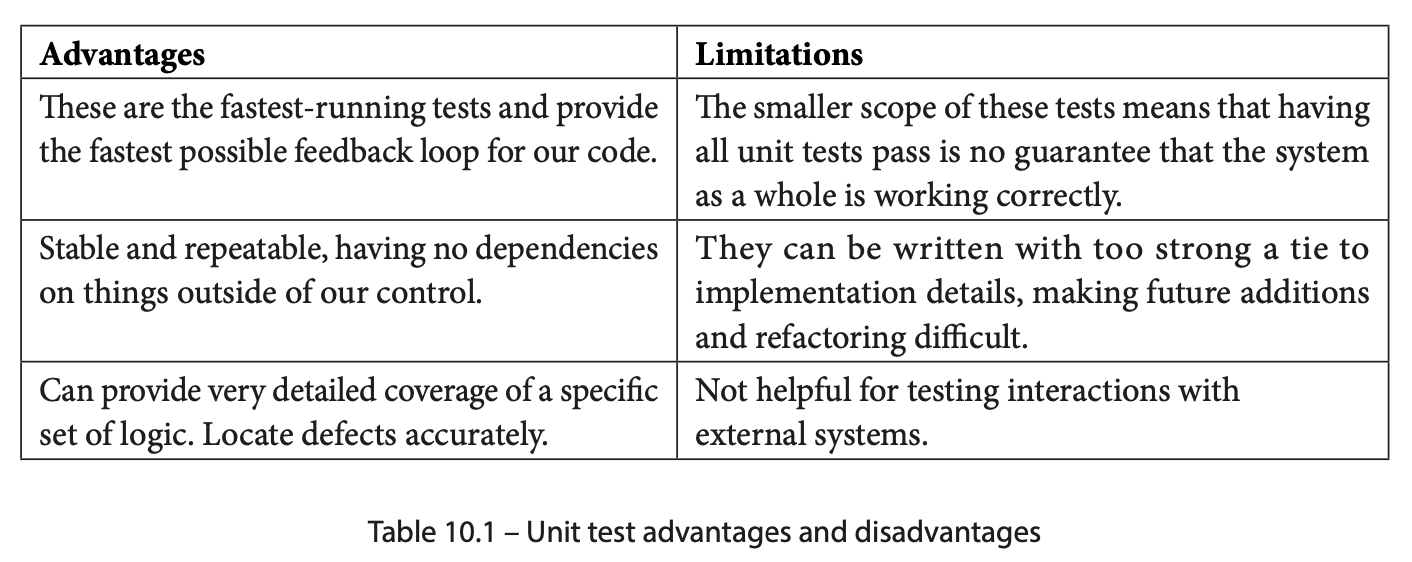 Advantages
Limitations
These are the fastest-running tests and provide
the fastest possible feedback loop for our code.
The smaller scope of these tests means that having
all unit tests pass is no guarantee that the system
as a whole is working correctly.
Stable and repeatable, having no dependencies
on things outside of our control.
They can be written with too strong a tie to
implementation details, making future additions
and refactoring difficult.
Can provide very detailed coverage of a specific
set of logic. Locate defects accurately.
Not helpful for testing interactions with
external systems.
Table 10.1 – Unit test advantages and disadvantages